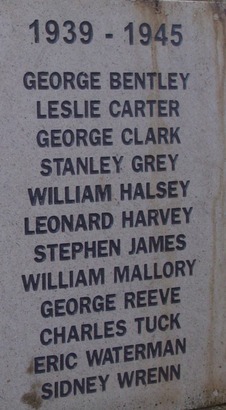 1939 - 1945
GEORGE BENTLEY
LESLIE CARTER
GEORGE CLARK
STANLEY GREY
WILLIAM HALSEY
LEONARD HARVEY
STEPHEN JAMES
WILLIAM MALLORY
GEORGE REEVE
CHARLES TUCK
ERIC WATERMAN
SIDNEY WRENN